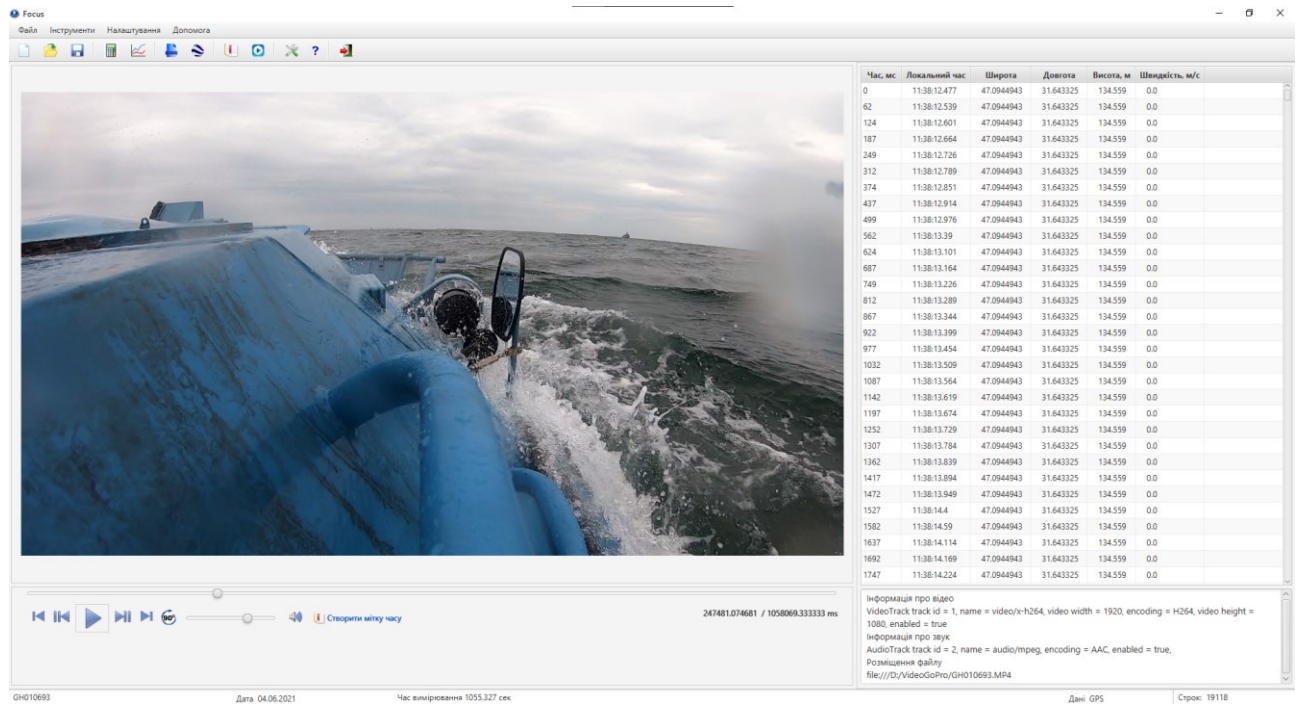 Focus
Файл Інструменти Налаштування Допомога
Час, мс Локальний час Широта Довгота Висота, м Швидкість, м/с
0 11:38:12.477 47.0944943 31.643325 134.559 0.0
62 11:38:12.539 47.0944943 31.643325 134.559 0.0
124 11:38:12.601 47.0944943 31.643325 134.559 0.0
187 11:38:12.664 47.0944943 31.643325 134.559 0.0
249 11:38:12.726 47.0944943 31.643325 134.559 0.0
312 11:38:12.789 47.0944943 31.643325 134.559 0.0
374 11:38:12.851 47.0944943 31.643325 134.559 0.0
437 11:38:12.914 47.0944943 31.643325 134.559 0.0
499 11:38:12.976 47.0944943 31.643325 134.559 0.0
562 11:38:13.39 47.0944943 31.643325 134.559 0.0
624 11:38:13.101 47.0944943 31.643325 134.559 0.0
687 11:38:13.164 47.0944943 31.643325 134.559 0.0
749 11:38:13.226 47.0944943 31.643325 134.559 0.0
812 11:38:13.289 47.0944943 31.643325 134.559 0.0
867 11:38:13.344 47.0944943 31.643325 134.559 0.0
922 11:38:13.399 47.0944943 31.643325 134.559 0.0
977 11:38:13.454 47.0944943 31.643325 134.559 0.0
1032 11:38:13.509 47.0944943 31.643325 134.559 0.0
1087 11:38:13.564 47.0944943 31.643325 134.559 0.0
1142 11:38:13.619 47.0944943 31.643325 134.559 0.0
1197 11:38:13.674 47.0944943 31.643325 134.559 0.0
1252 11:38:13.729 47.0944943 31.643325 134.559 0.0
1307 11:38:13.784 47.0944943 31.643325 134.559 0.0
1362 11:38:13.839 47.0944943 31.643325 134.559 0.0
1417 11:38:13.894 47.0944943 31.643325 134.559 0.0
1472 11:38:13.949 47.0944943 31.643325 134.559 0.0
1527 11:38:14.4 47.0944943 31.643325 134.559 0.0
1582 11:38:14.59 47.0944943 31.643325 134.559 0.0
1637 11:38:14.114 47.0944943 31.643325 134.559 0.0
1692 11:38:14.169 47.0944943 31.643325 134.559 0.0
1747 11:38:14.224 47.0944943 31.643325 134.559 0.0
90° Створити мітку часу 247481.074681 / 1058069.333333 ms
Інформація про відео
VideoTrack track id = 1, name = video/x-h264, video width = 1920, encoding = H264, video height =
1080, enabled = true
Інформація про звук
AudioTrack track id = 2, name = audio/mpeg, encoding = AAC, enabled = true,
Розміщення файлу
file:///D:/VideoGoPro/GH010693.MP4
GH010693 Дата 04.06.2021 Час вимірювання 1055.327 сек Дані GPS Строк: 19118